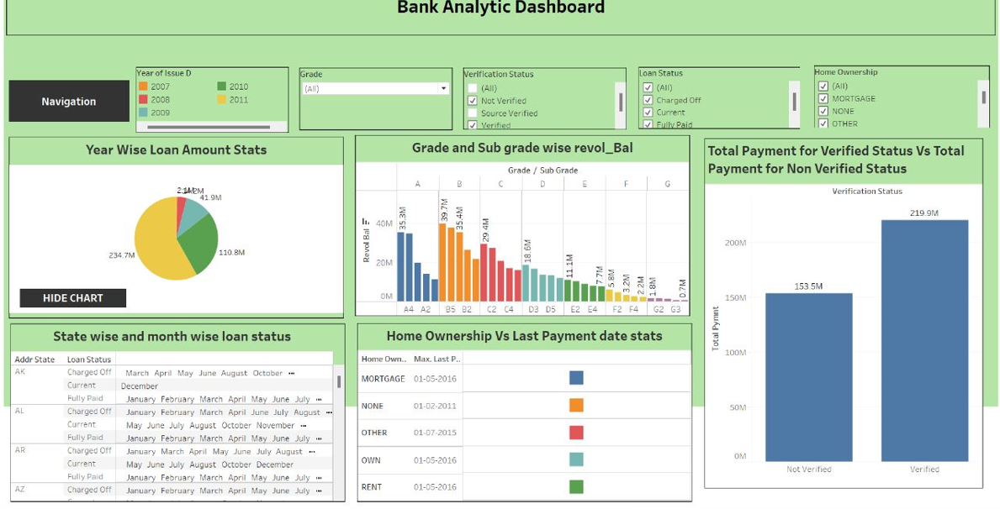 Bank Analytic Dashboard
Navigation
Year of Issue D
2007
2010
2008
2011
2009
Grade
(All)
Verification Status
(All)
Not Verified
Source Verified
Verified
Loan Status
(All)
Charged Off
Current
Fully Paid
Home Ownership
(All)
MORTGAGE
NONE
OTHER
Year Wise Loan Amount Stats
41.9M
234.7M
110.8M
HIDE CHART
Grade and Sub grade wise revol_Bal
Grade / Sub Grade
A B C D E F G
Revol Bal
40M
20M
0M
35.3M
39.7M
35.4M
29.4M
18.6M
11.1M
7.7M
5.8M
3.2M
2.2M
1.8M
0.7M
A4 A2 B5 B2 C2 C4 D3 D5 E2 E4 F2 F4 G2 G3
Total Payment for Verified Status Vs Total
Payment for Non Verified Status
Verification Status
219.9M
200M
153.5M
150M
Total Pymnt
100M
50M
0M
Not Verified Verified
State wise and month wise loan status
Addr State Loan Status
AK Charged Off March April May June August October •••
Current December
Fully Paid January February March April May June July •••
AL Charged Off January February March April June July August •••
Current May June July August October November •••
Fully Paid January February March April May June July •••
AR Charged Off January March April May June July August •••
Current May June July August October December
Fully Paid January February March April May June July •••
AZ Charged Off January February March April May June July •••
Home Ownership Vs Last Payment date stats
Home Own.. Max. Last P..
MORTGAGE 01-05-2016
NONE 01-02-2011
OTHER 01-07-2015
OWN 01-05-2016
RENT 01-05-2016